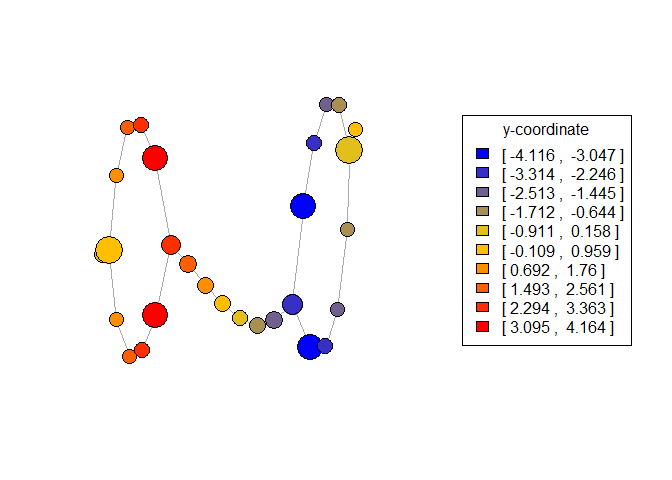 y-coordinate
[ -4.116 ,  -3.047 ]
[ -3.314 ,  -2.246 ]
[ -2.513 ,  -1.445 ]
[ -1.712 ,  -0.644 ]
[ -0.911 ,  0.158 ]
[ -0.109 ,  0.959 ]
[ 0.692 ,  1.76 ]
[ 1.493 ,  2.561 ]
[ 2.294 ,  3.363 ]
[ 3.095 ,  4.164 ]